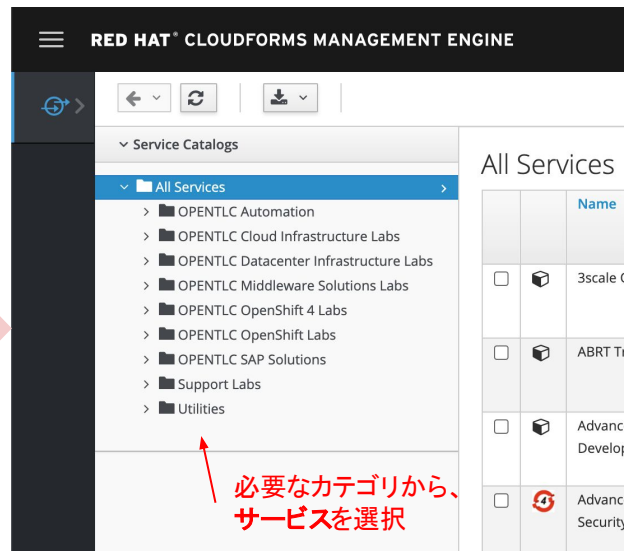 RED HAT® CLOUDFORMS MANAGEMENT ENGINE
Service Catalogs
All Services
OPENTLC Automation
OPENTLC Cloud Infrastructure Labs
OPENTLC Datacenter Infrastructure Labs
OPENTLC Middleware Solutions Labs
OPENTLC OpenShift 4 Labs
OPENTLC OpenShift Labs
OPENTLC SAP Solutions
Support Labs
Utilities
必要なカテゴリから、
サービスを選択
All Services
Name
3scale
ABRT Tr
Advanc
Develop
4
Advanc
Security